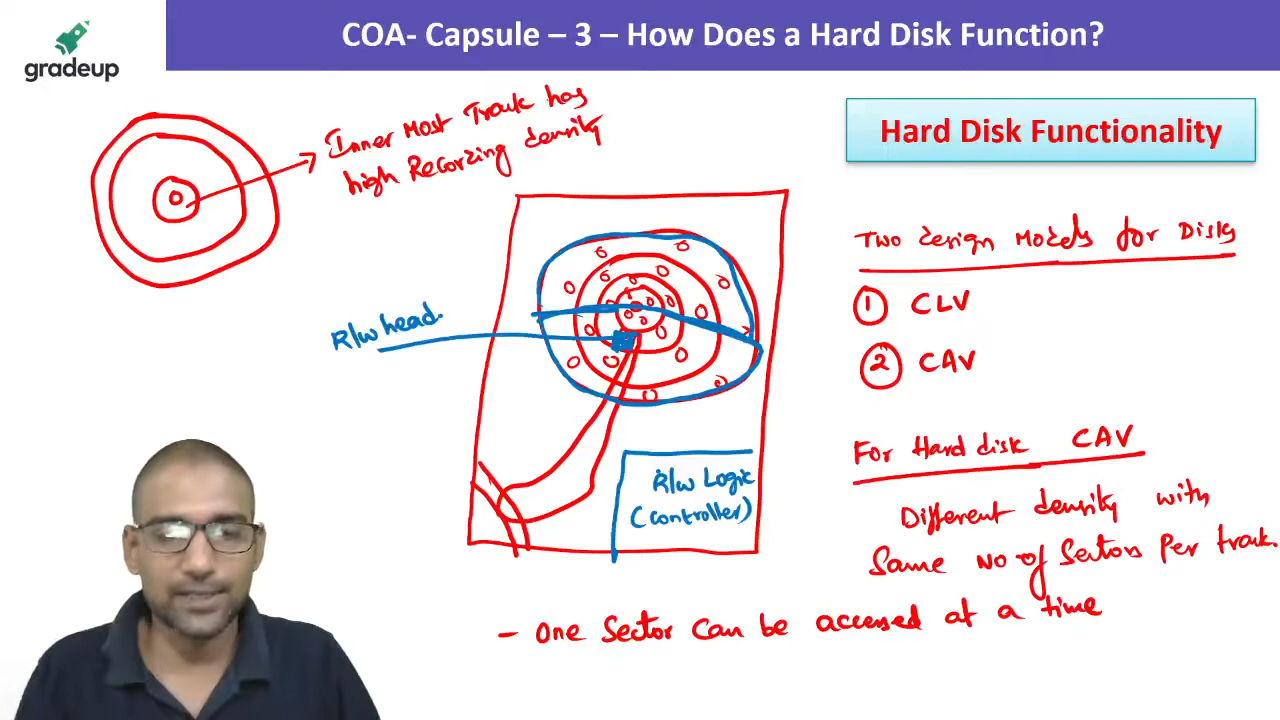 COA- Capsule – 3 – How Does a Hard Disk Function?
gradeup
Inner Most Track has
high Recording density
Hard Disk Functionality
Two design Models for Disks
1 CLV
2 CAV
R/w head.
For Hard disk CAV
R/w Logic
(controller)
Different density with
Same No of Sectors Per track.
- One Sector can be accessed at a time